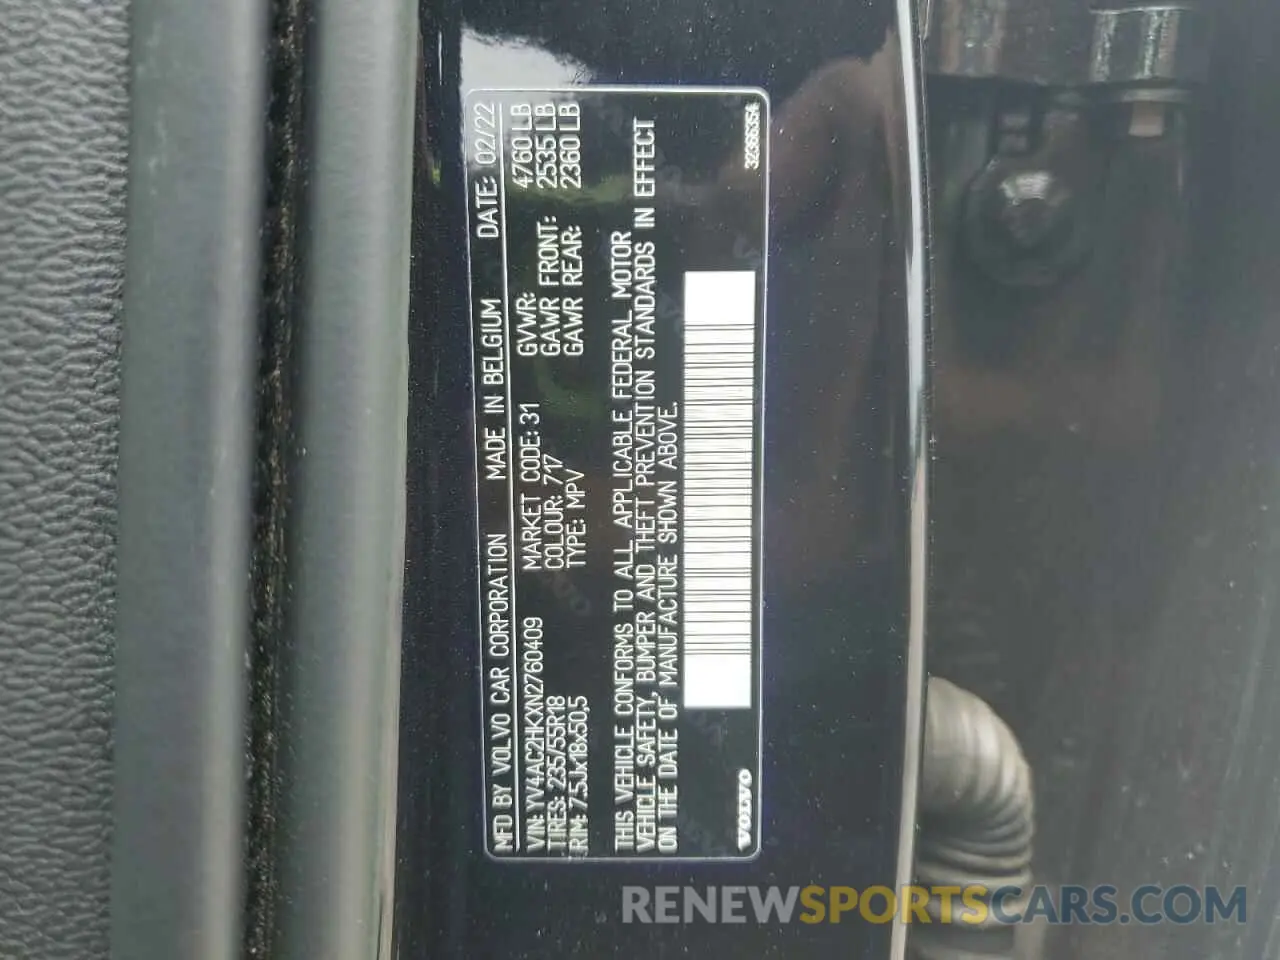 MFD BY VOLVO CAR CORPORATION MADE IN BELGIUM DATE: 02/22
VIN: YV4AC2HKXN2760409 MARKET CODE: 31 GVWR: 4760 LB
TIRES: 235/55R18 COLOUR: 717 GAWR FRONT: 2535 LB
RIM: 7.5Jx18x50,5 TYPE: MPV GAWR REAR: 2360 LB
THIS VEHICLE CONFORMS TO ALL APPLICABLE FEDERAL MOTOR
VEHICLE SAFETY, BUMPER AND THEFT PREVENTION STANDARDS IN EFFECT
ON THE DATE OF MANUFACTURE SHOWN ABOVE.
VOLVO 32366354
RENEWSPORTSCARS.COM